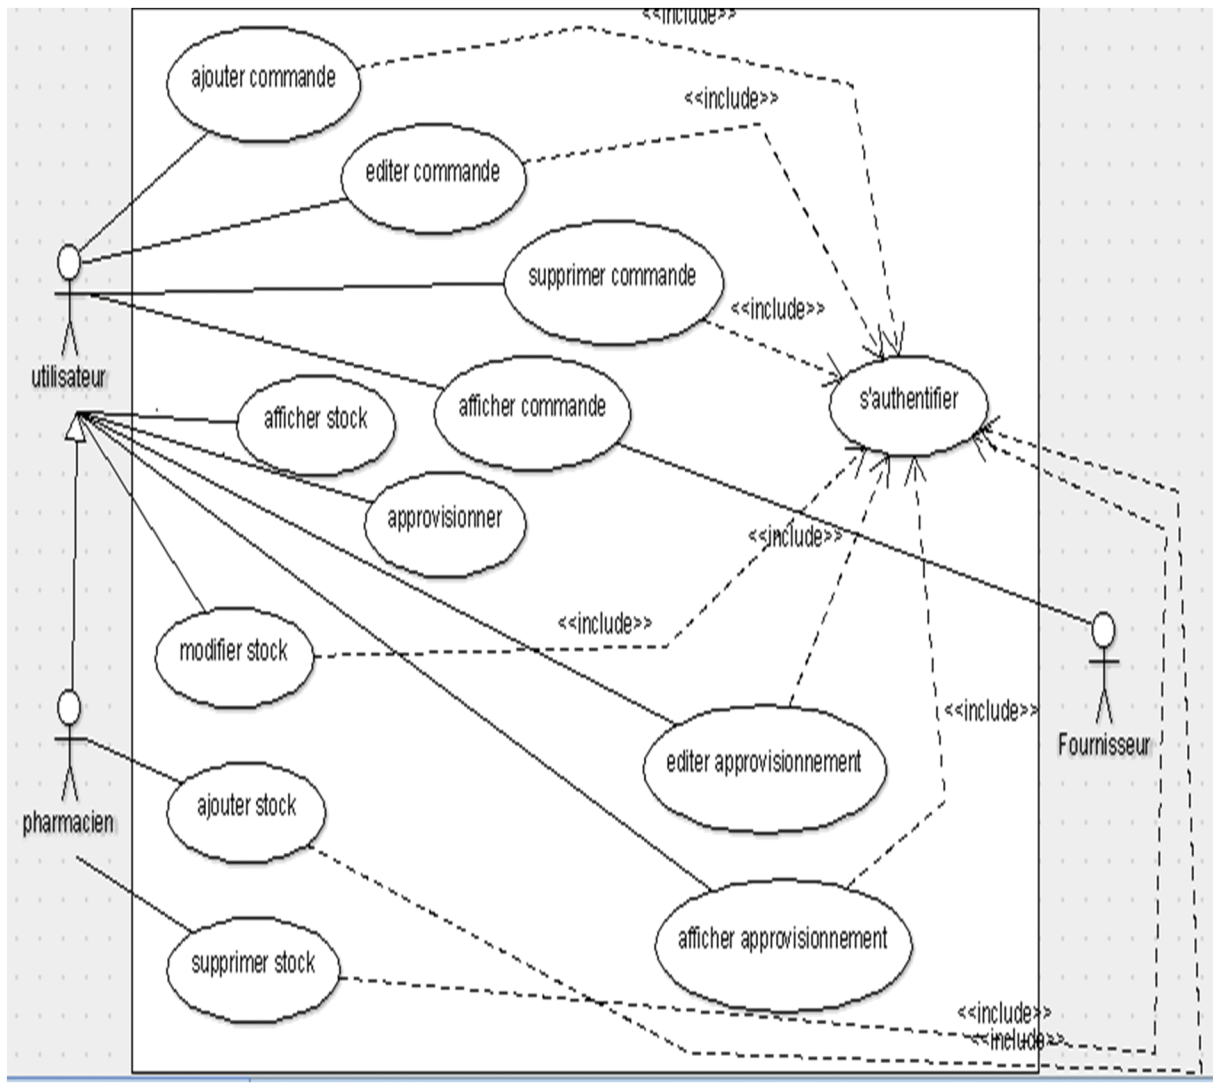 <<include>>
ajouter commande
<<include>>
editer commande
supprimer commande
<<include>>
utilisateur
afficher stock
afficher commande
s'authentifier
approvisionner
<<include>>
<<include>>
modifier stock
<<include>>
Fournisseur
editer approvisionnement
ajouter stock
pharmacien
afficher approvisionnement
supprimer stock
<<include>>
<<include>>